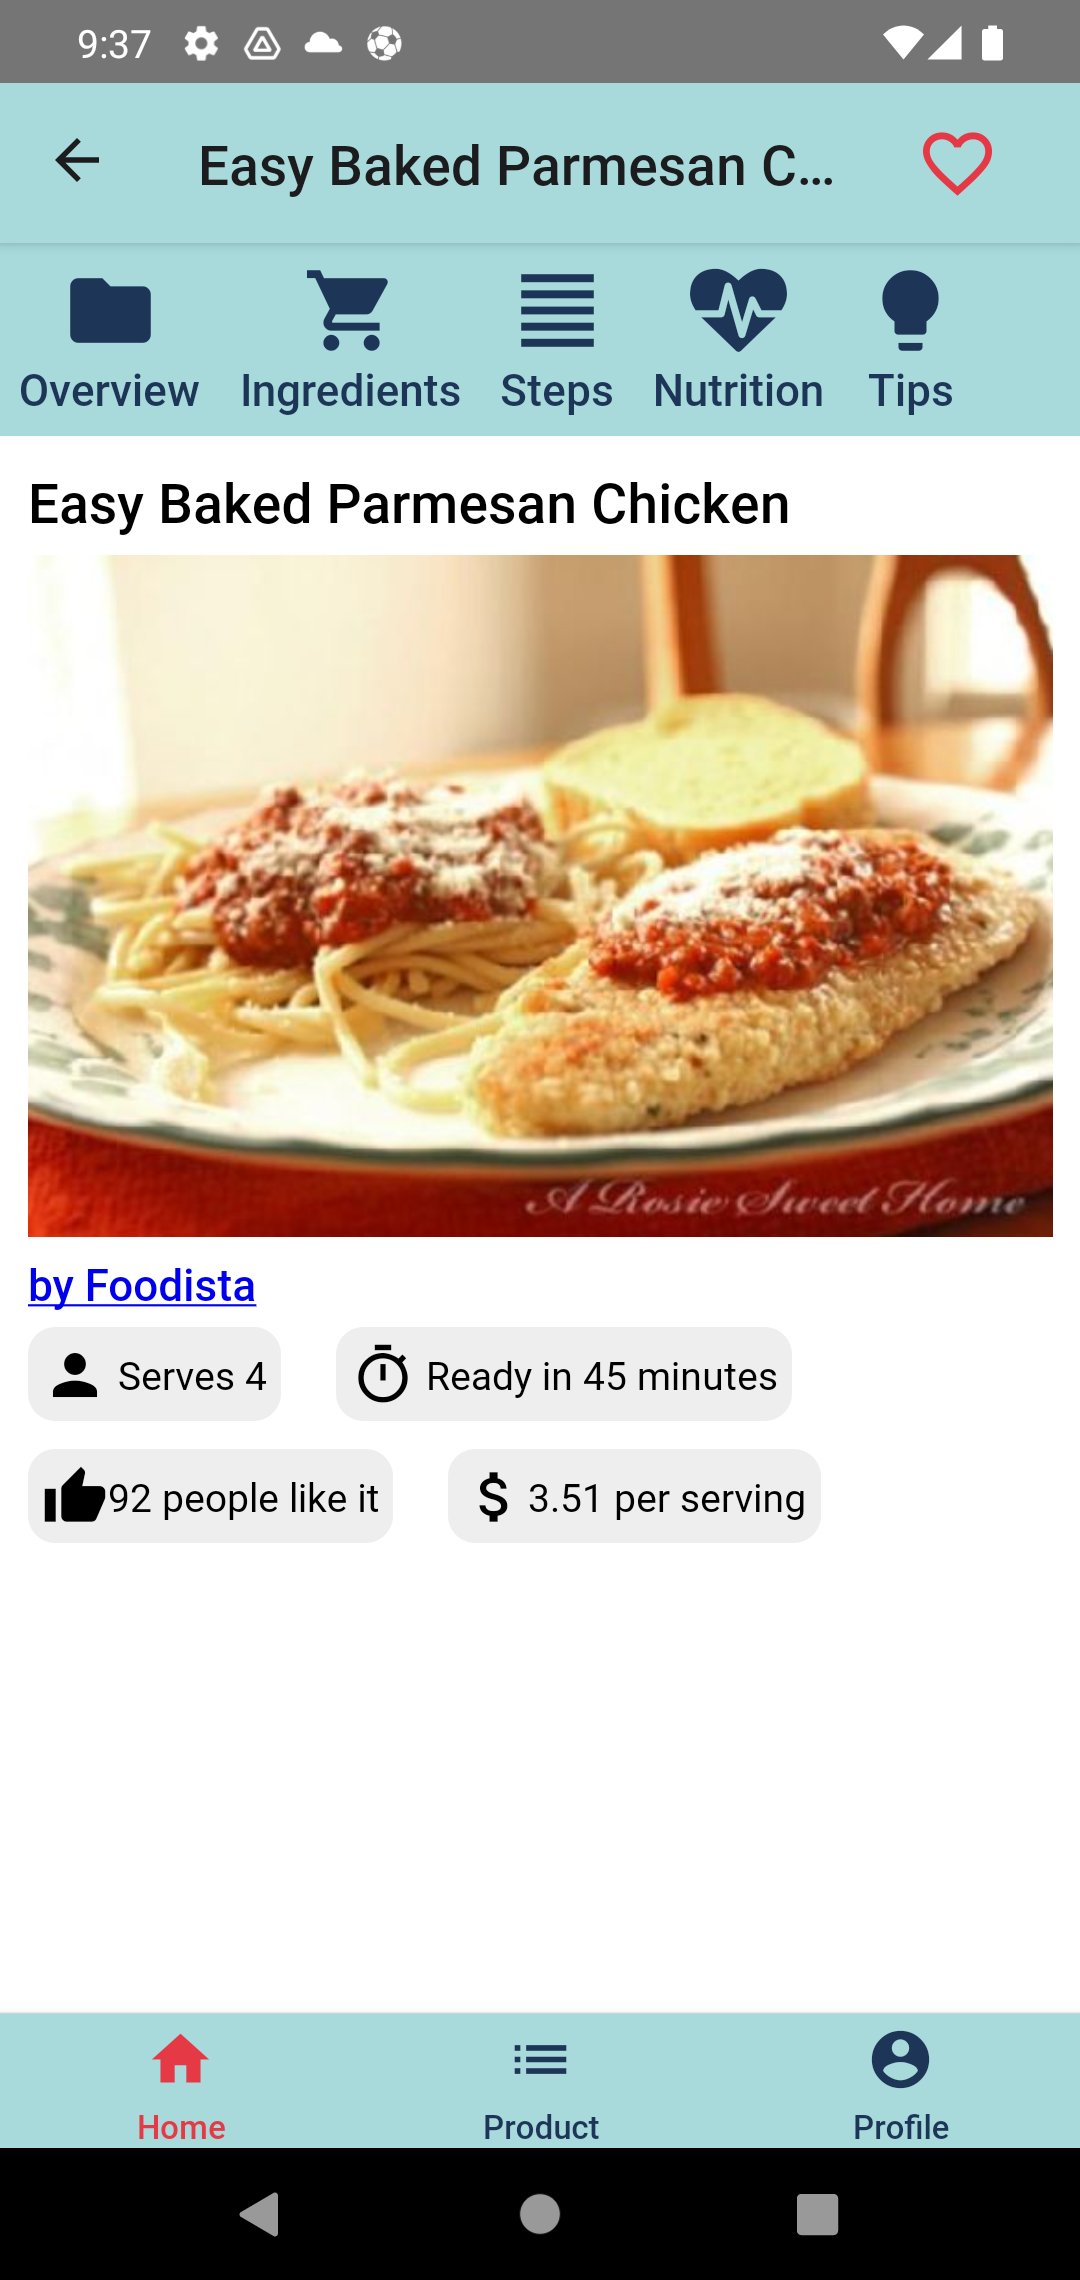 9:37
Easy Baked Parmesan C...
Overview Ingredients Steps Nutrition Tips
Easy Baked Parmesan Chicken
A Rosie Sweet Home
by Foodista
Serves 4 Ready in 45 minutes
92 people like it $ 3.51 per serving
Home Product Profile